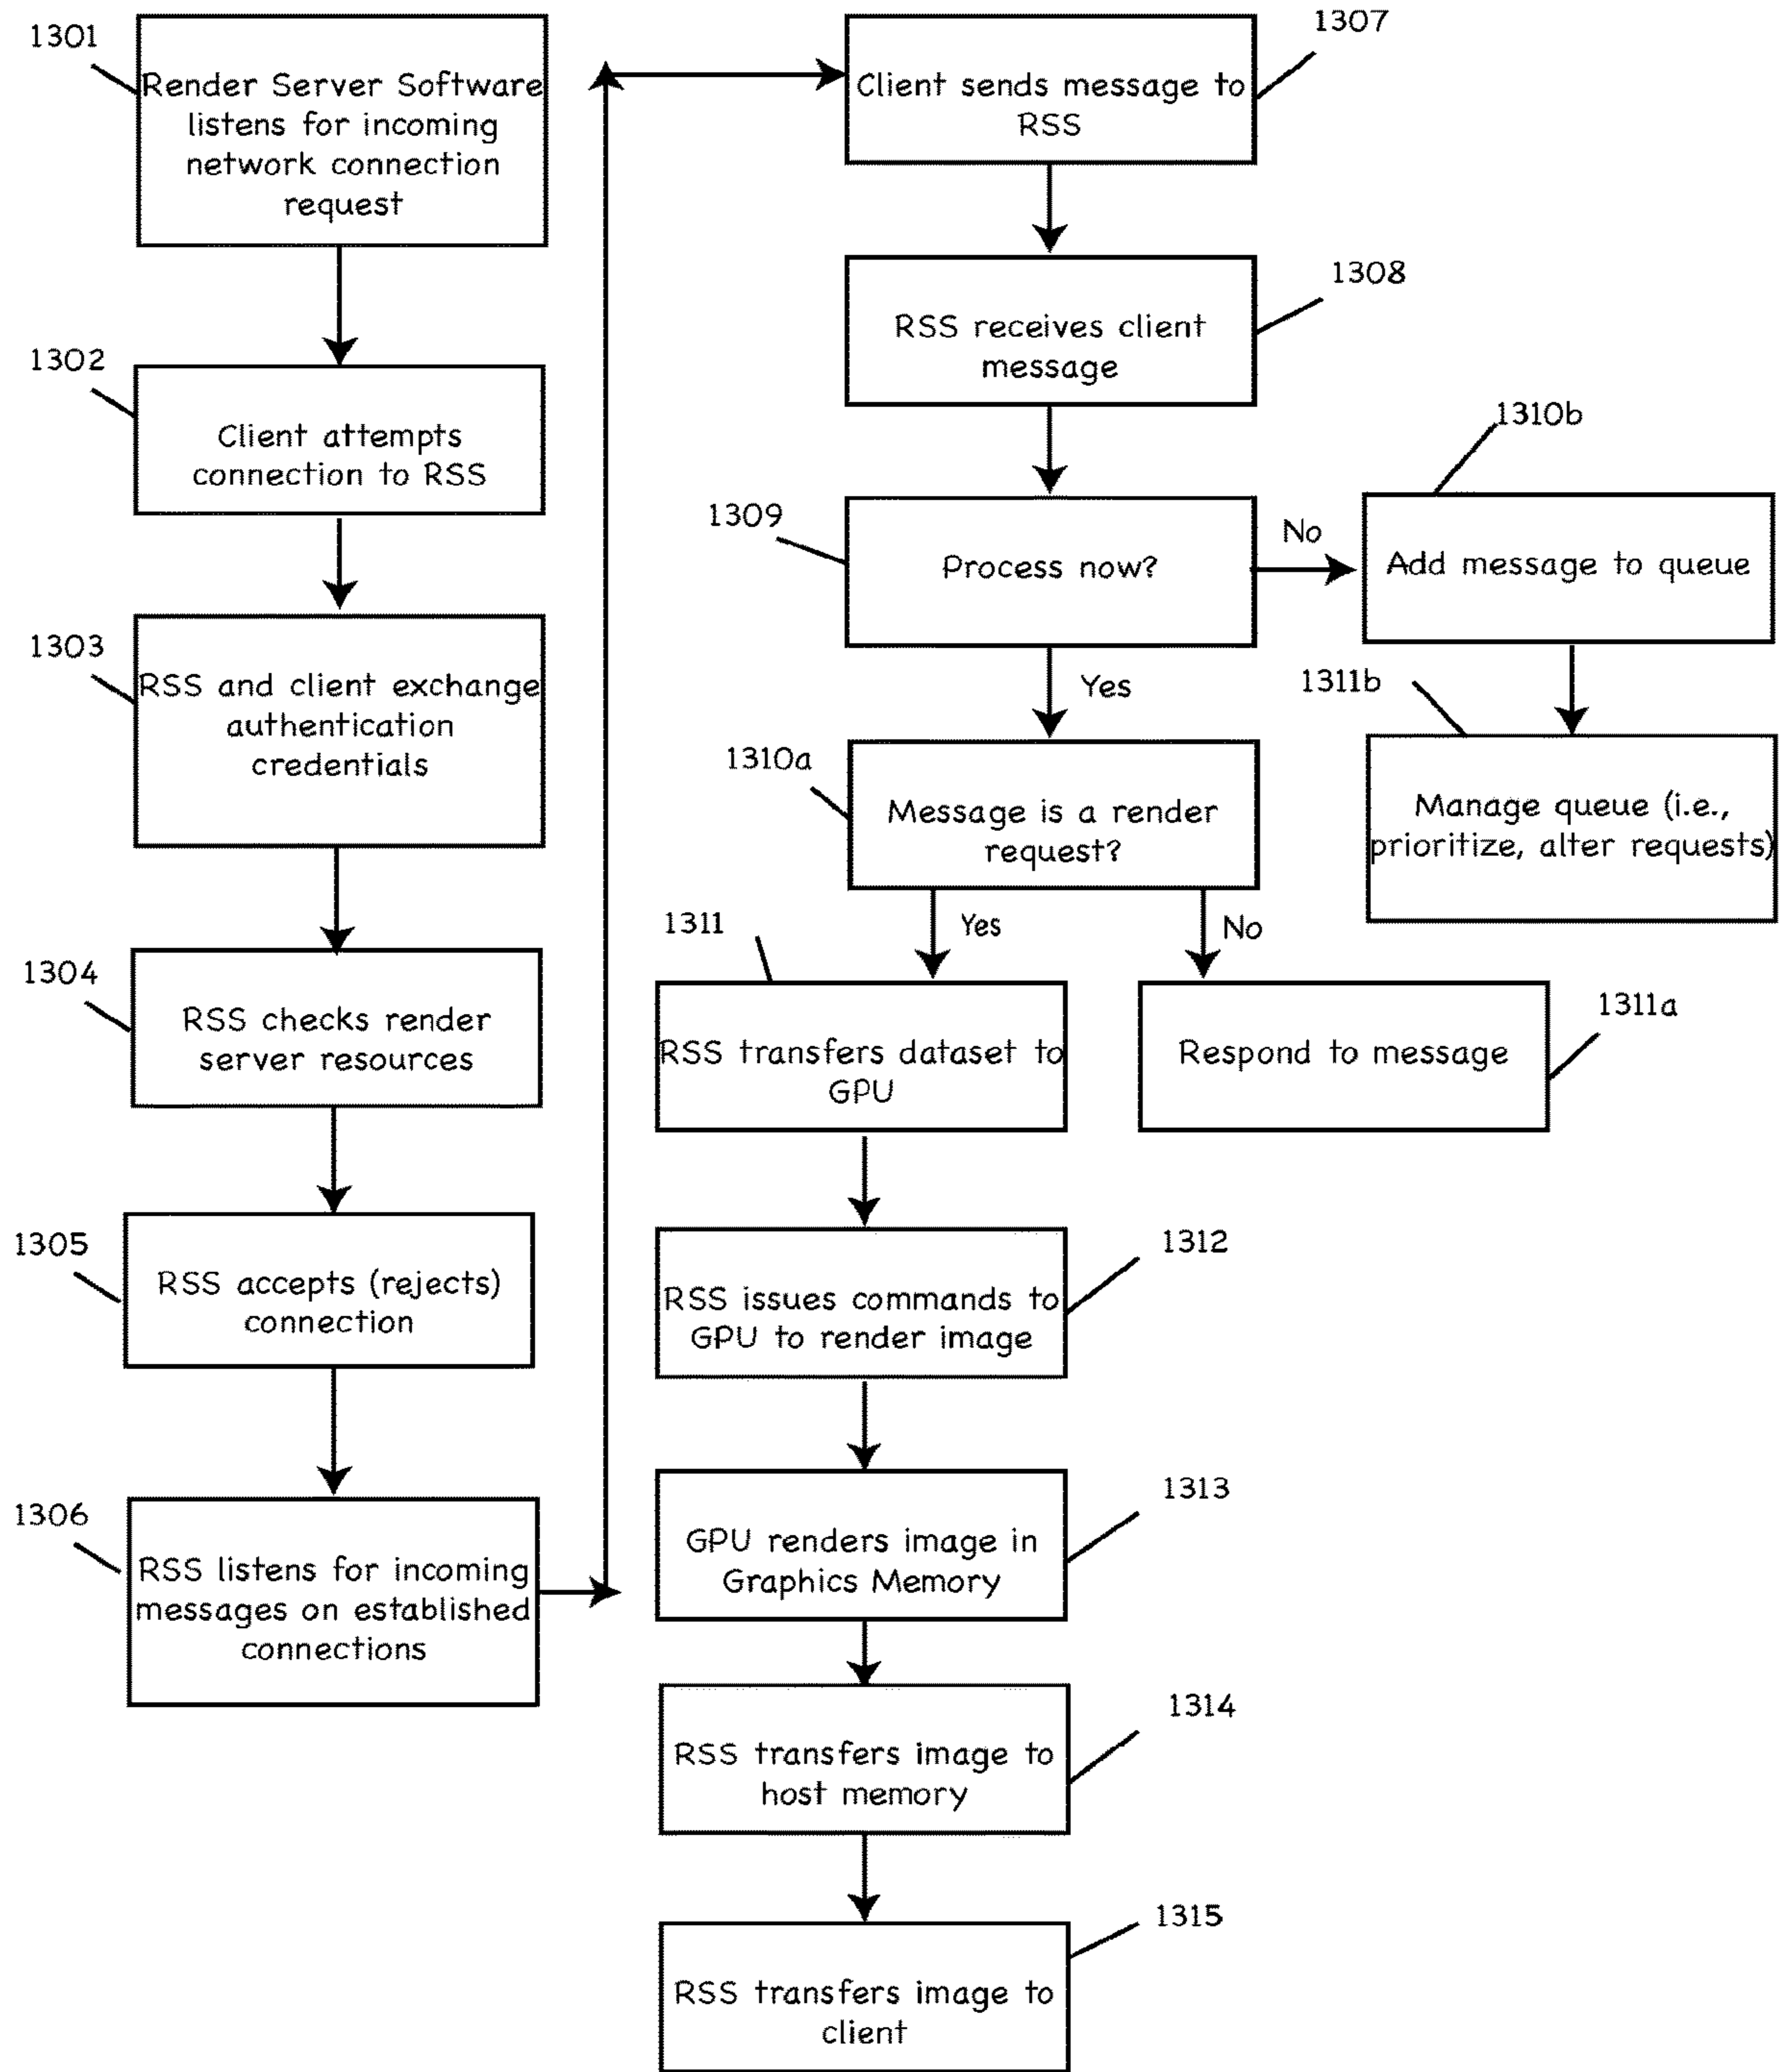 1301
Render Server Software
listens for incoming
network connection
request
1302
Client attempts
connection to RSS
1303
RSS and client exchange
authentication
credentials
1304
RSS checks render
server resources
1305
RSS accepts (rejects)
connection
1306
RSS listens for incoming
messages on established
connections
1307
Client sends message to
RSS
1308
RSS receives client
message
1309
Process now?
No
1310b
Add message to queue
1311b
Manage queue (i.e.,
prioritize, alter requests)
Yes
1310a
Message is a render
request?
Yes
No
1311
RSS transfers dataset to
GPU
1311a
Respond to message
1312
RSS issues commands to
GPU to render image
1313
GPU renders image in
Graphics Memory
1314
RSS transfers image to
host memory
1315
RSS transfers image to
client